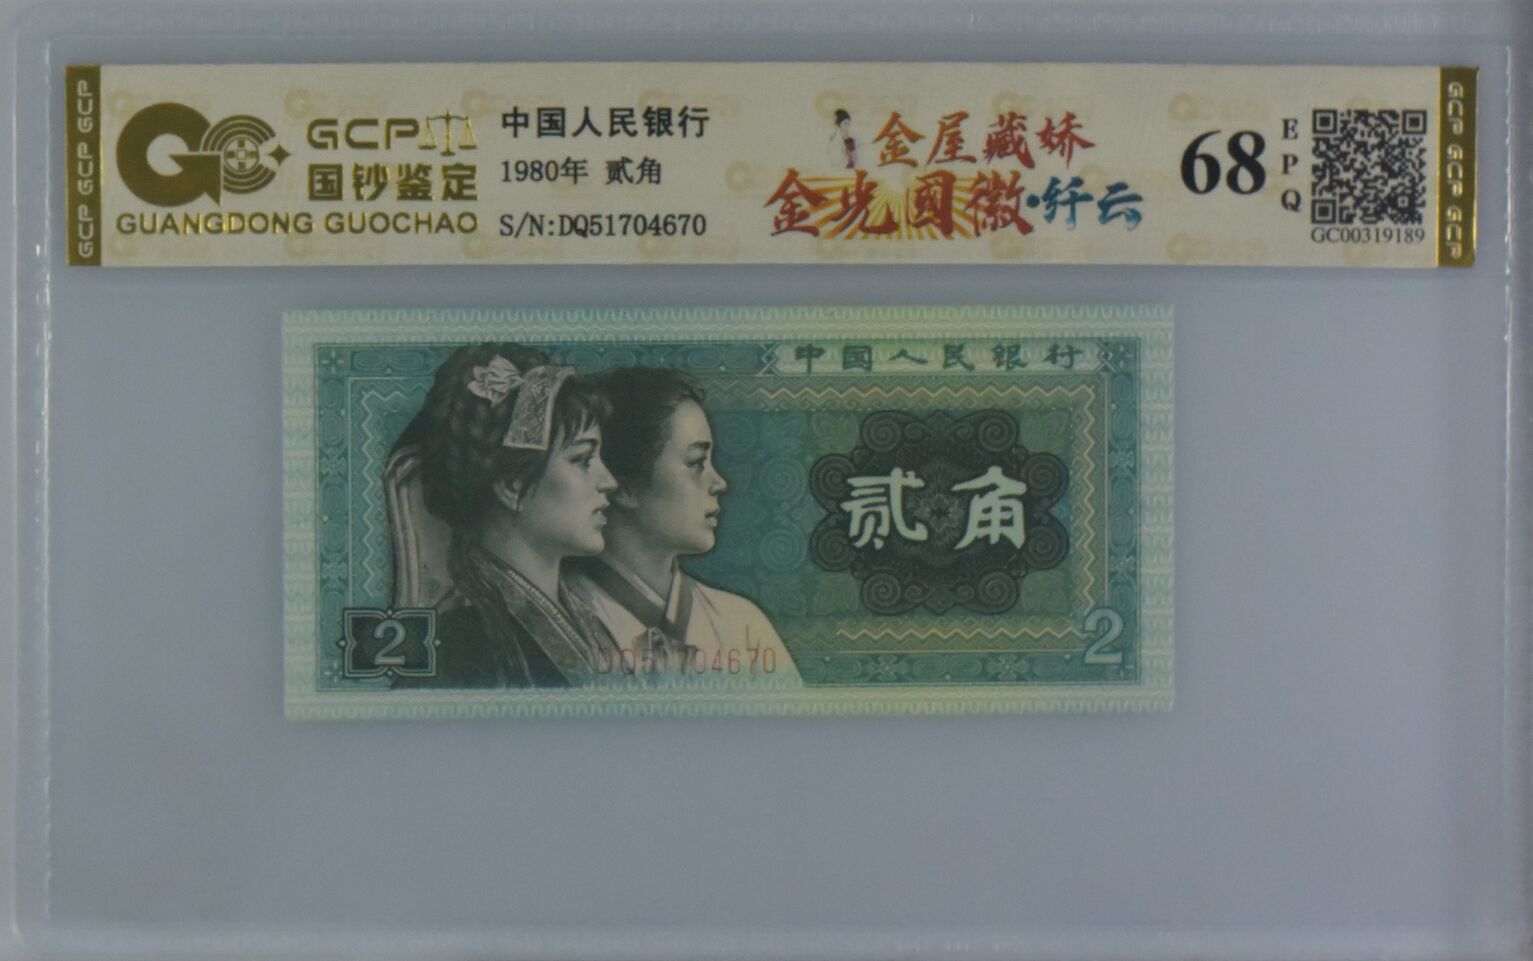 GCP GCP GCP
GCP
国钞鉴定
GUANGDONG GUOCHAO
中国人民银行
1980年 贰角
S/N:DQ51704670
金屋藏娇
金光國徽·纤云
68
EPQ
GC00319189
GCP GCP GCP
中国人民银行
贰角
2
2
DQ51704670